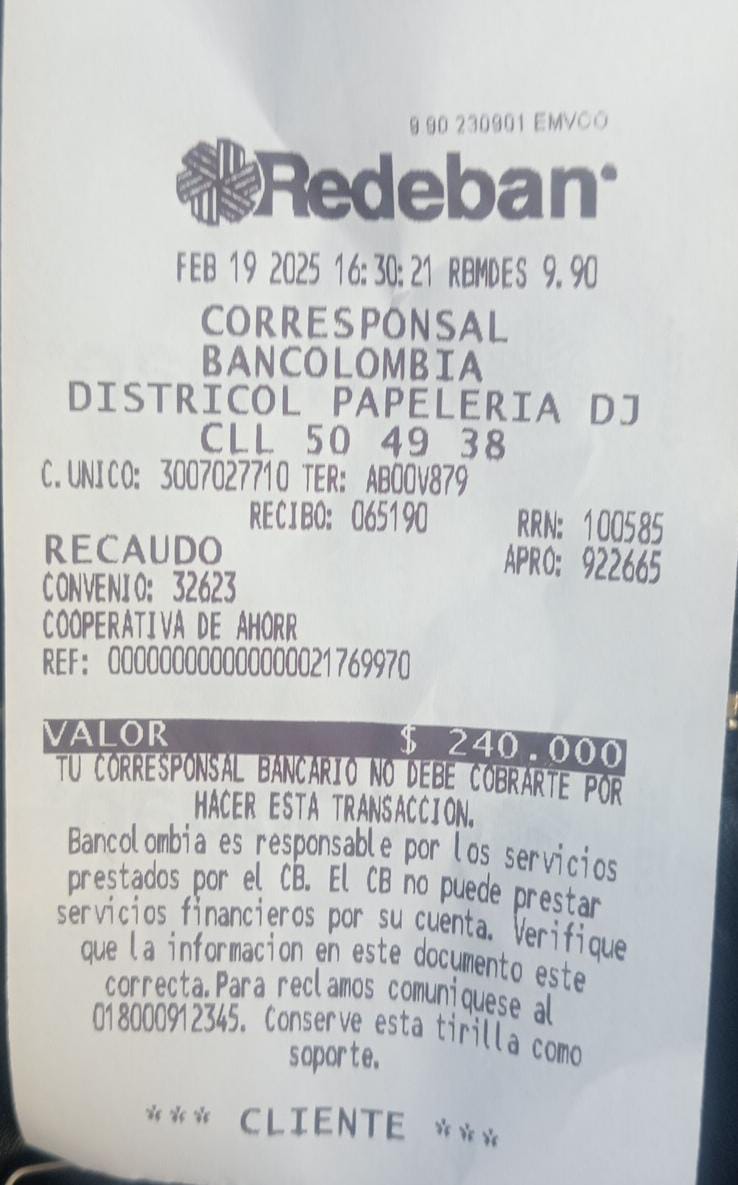 9.90 230901 EMVCO
Redeban
FEB 19 2025 16:30:21 RBMDES 9.90
CORRESPONSAL
BANCOLOMBIA
DISTRICOL PAPELERIA DJ
CLL 50 49 38
C.UNICO: 3007027710 TER: AB00V879
RECIBO: 065190 RRN: 100585
RECAUDO APRO: 922665
CONVENIO: 32623
COOPERATIVA DE AHORR
REF: 0000000000000000021769970
VALOR $ 240.000
TU CORRESPONSAL BANCARIO NO DEBE COBRARTE POR
HACER ESTA TRANSACCION.
Bancolombia es responsable por los servicios
prestados por el CB. El CB no puede prestar
servicios financieros por su cuenta. Verifique
que la informacion en este documento este
correcta.Para reclamos comuniquese al
018000912345. Conserve esta tirilla como
soporte.
*** CLIENTE ***